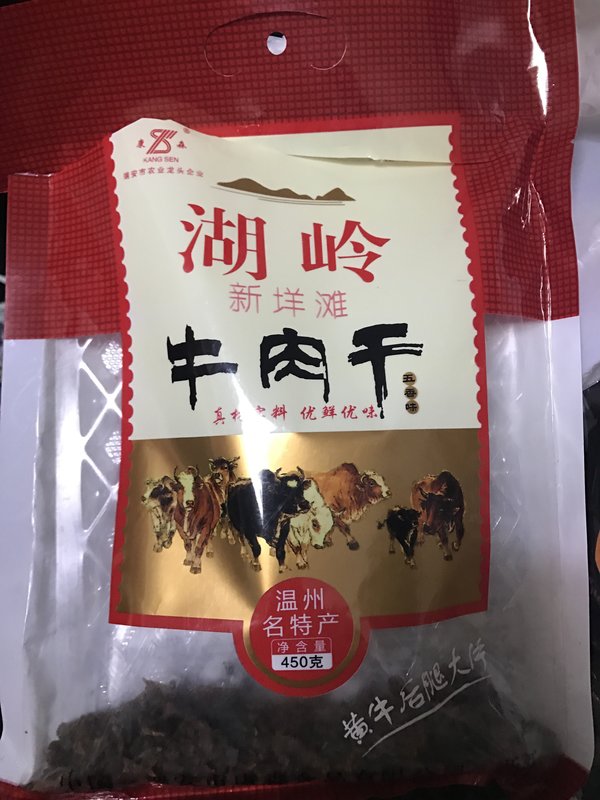 康森
®
KANG SEN
瑞安市农业龙头企业
湖岭
新垟滩
牛肉干
五香味
真材实料 优鲜优味
温州
名特产
净含量
450克
黄牛后腿大片